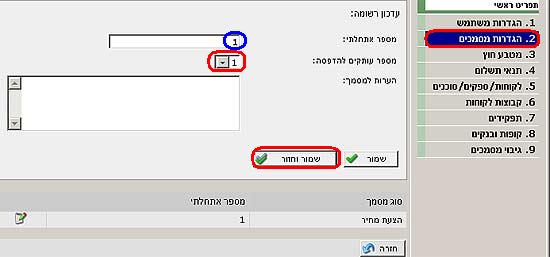 תפריט ראשי
1. הגדרות משתמש
2. הגדרות מסמכים
3. מטבע חוץ
4. תנאי תשלום
5. לקוחות/ספקים/סוכנים
6. קבוצות לקוחות
7. תפקידים
8. קופות ובנקים
9. גיבוי מסמכים
עדכון רשומה:
מספר אתחלתי: 1
מספר עותקים להדפסה: 1
הערות למסמך:
שמור שמור וחזור
סוג מסמך מספר אתחלתי
הצעת מחיר 1
חזרה